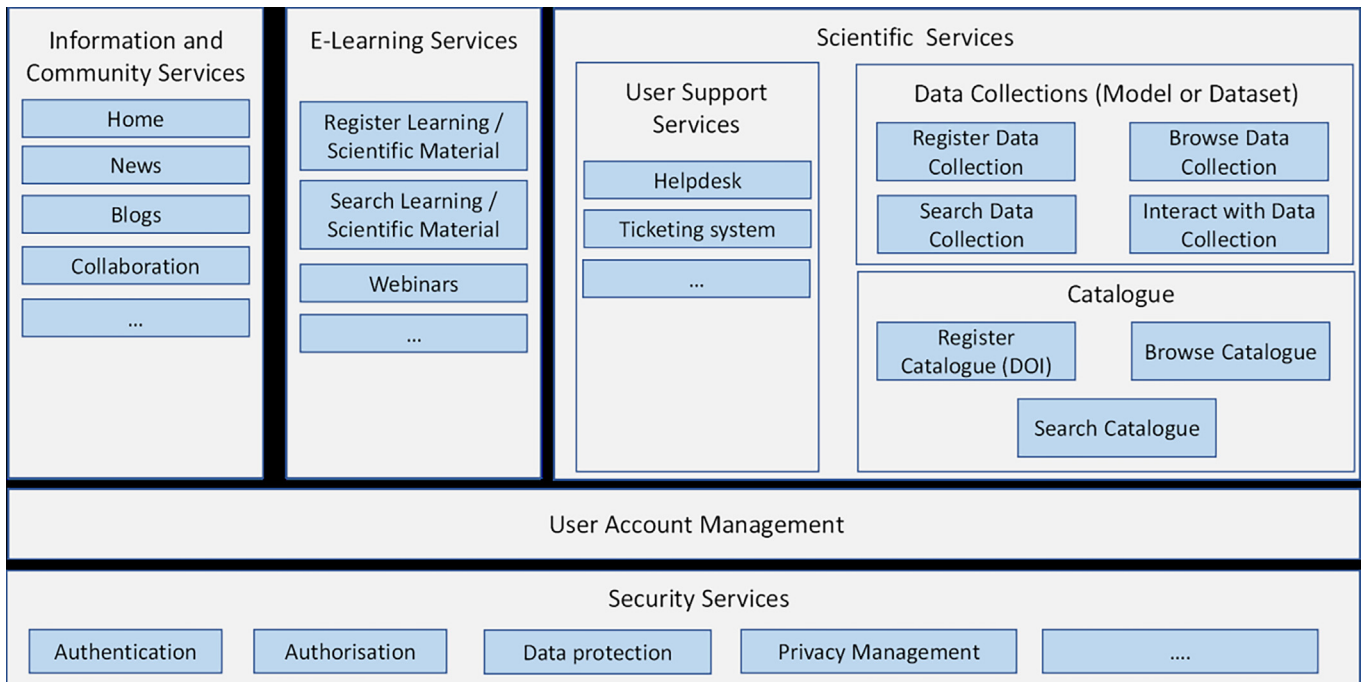 Information and
Community Services
Home
News
Blogs
Collaboration
...
E-Learning Services
Register Learning /
Scientific Material
Search Learning /
Scientific Material
Webinars
...
Scientific Services
User Support
Services
Helpdesk
Ticketing system
...
Data Collections (Model or Dataset)
Register Data
Collection
Browse Data
Collection
Search Data
Collection
Interact with Data
Collection
Catalogue
Register
Catalogue (DOI)
Browse Catalogue
Search Catalogue
User Account Management
Security Services
Authentication
Authorisation
Data protection
Privacy Management
....